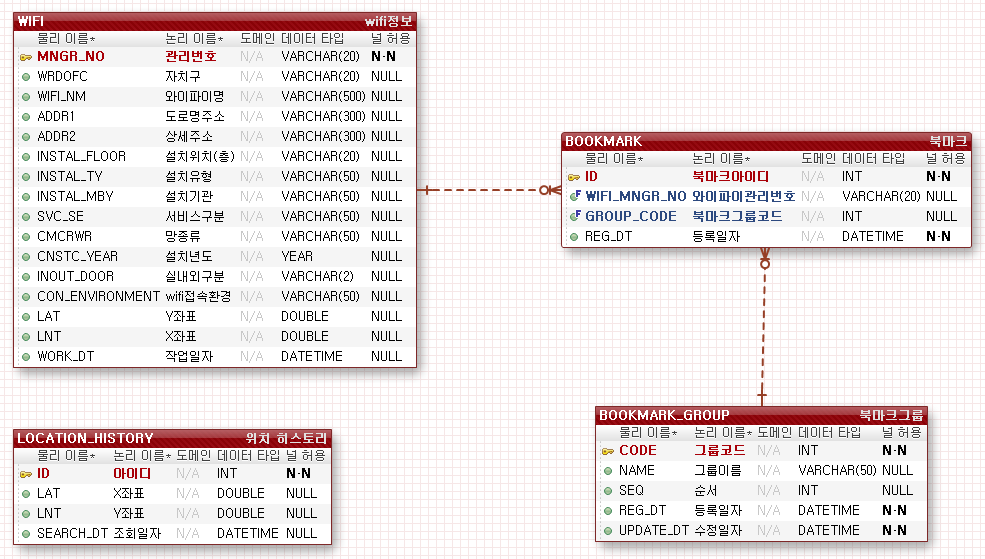 WIFI wifi정보
물리 이름* 논리 이름* 도메인 데이터 타입 널 허용
MNGR_NO 관리번호 N/A VARCHAR(20) N·N
WRDOFC 자치구 N/A VARCHAR(20) NULL
WIFI_NM 와이파이명 N/A VARCHAR(500) NULL
ADDR1 도로명주소 N/A VARCHAR(300) NULL
ADDR2 상세주소 N/A VARCHAR(300) NULL
INSTAL_FLOOR 설치위치(층) N/A VARCHAR(20) NULL
INSTAL_TY 설치유형 N/A VARCHAR(50) NULL
INSTAL_MBY 설치기관 N/A VARCHAR(50) NULL
SVC_SE 서비스구분 N/A VARCHAR(50) NULL
CMCRWR 망종류 N/A VARCHAR(50) NULL
CNSTC_YEAR 설치년도 N/A YEAR NULL
INOUT_DOOR 실내외구분 N/A VARCHAR(2) NULL
CON_ENVIRONMENT wifi접속환경 N/A VARCHAR(50) NULL
LAT Y좌표 N/A DOUBLE NULL
LNT X좌표 N/A DOUBLE NULL
WORK_DT 작업일자 N/A DATETIME NULL
BOOKMARK 북마크
물리 이름* 논리 이름* 도메인 데이터 타입 널 허용
ID 북마크아이디 N/A INT N·N
WIFI_MNGR_NO 와이파이관리번호 N/A VARCHAR(20) NULL
GROUP_CODE 북마크그룹코드 N/A INT NULL
REG_DT 등록일자 N/A DATETIME N·N
LOCATION_HISTORY 위치 히스토리
물리 이름* 논리 이름* 도메인 데이터 타입 널 허용
ID 아이디 N/A INT N·N
LAT X좌표 N/A DOUBLE NULL
LNT Y좌표 N/A DOUBLE NULL
SEARCH_DT 조회일자 N/A DATETIME NULL
BOOKMARK_GROUP 북마크그룹
물리 이름* 논리 이름* 도메인 데이터 타입 널 허용
CODE 그룹코드 N/A INT N·N
NAME 그룹이름 N/A VARCHAR(50) NULL
SEQ 순서 N/A INT NULL
REG_DT 등록일자 N/A DATETIME N·N
UPDATE_DT 수정일자 N/A DATETIME N·N